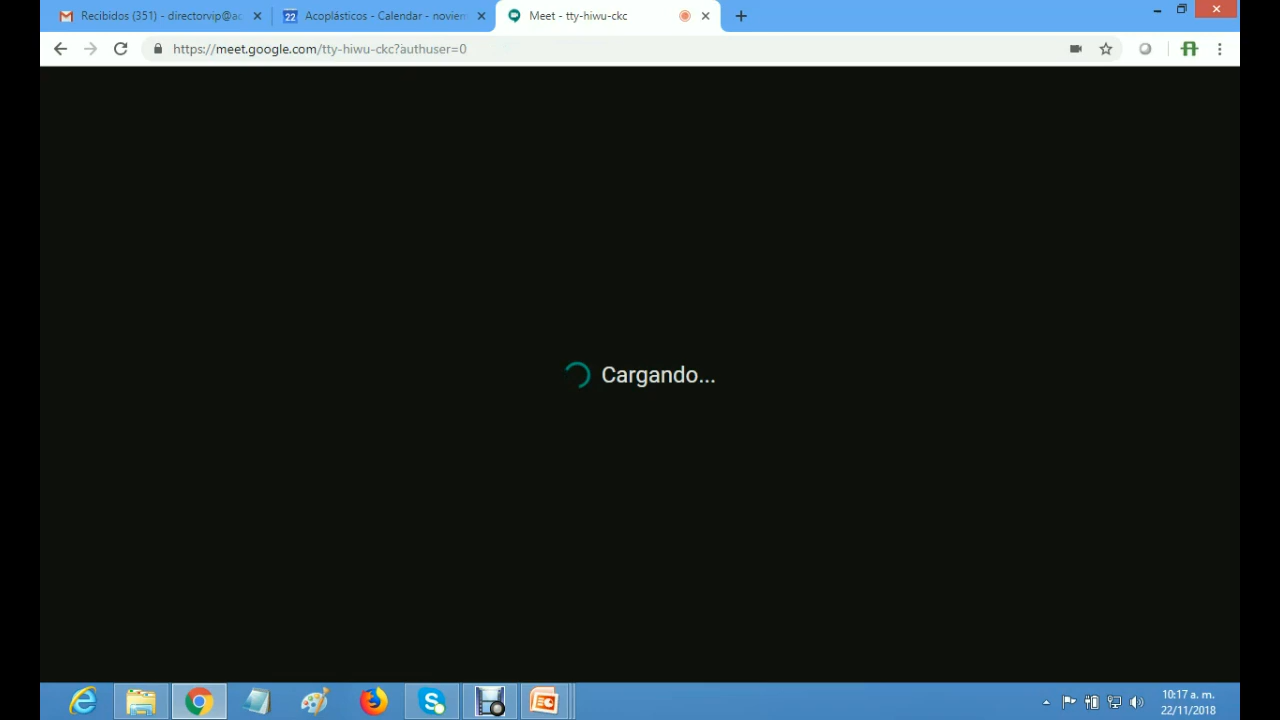 Recibidos (351) - directorvip@ac
Acoplásticos - Calendar - noviem
Meet - tty-hiwu-ckc
https://meet.google.com/tty-hiwu-ckc?authuser=0
Cargando...
10:17 a. m.
22/11/2018